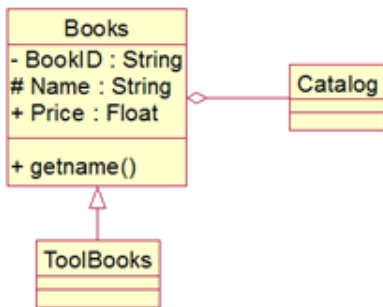 Books
- BookID : String
# Name : String
+ Price : Float
+ getname()
Catalog
ToolBooks